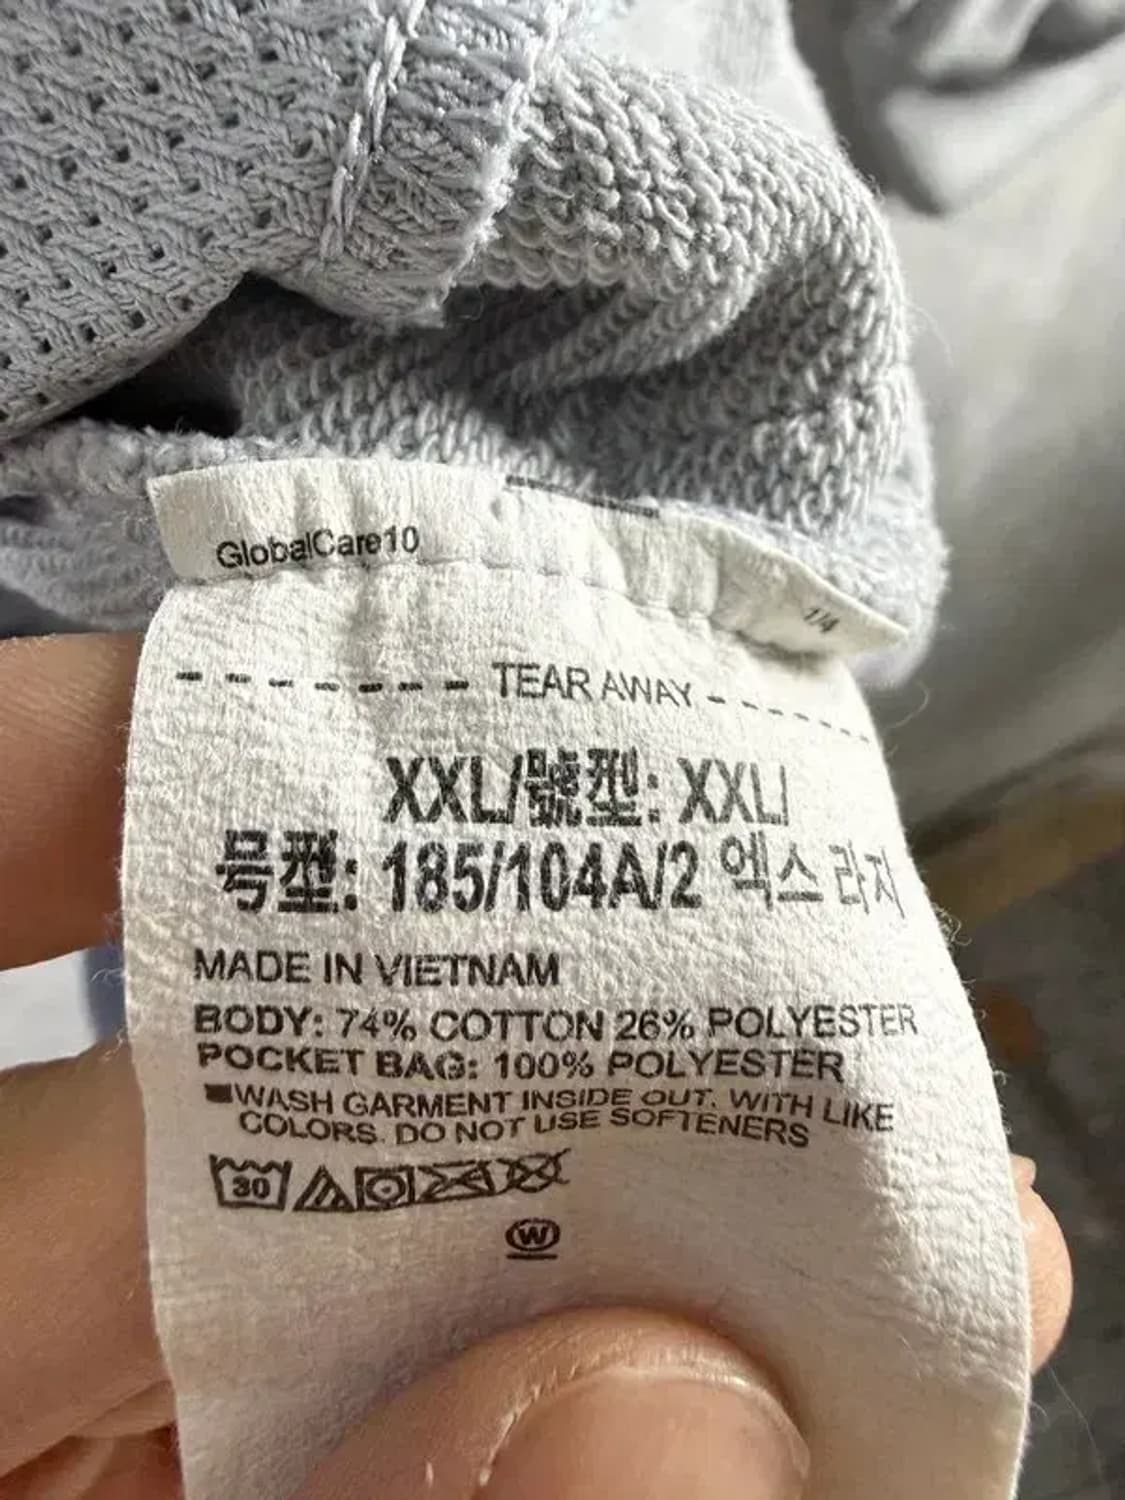 GlobalCare10
1/4
TEAR AWAY
XXL/號型: XXL/
号型: 185/104A/2 엑스 라지
MADE IN VIETNAM
BODY: 74% COTTON 26% POLYESTER
POCKET BAG: 100% POLYESTER
WASH GARMENT INSIDE OUT. WITH LIKE
COLORS. DO NOT USE SOFTENERS
30
W